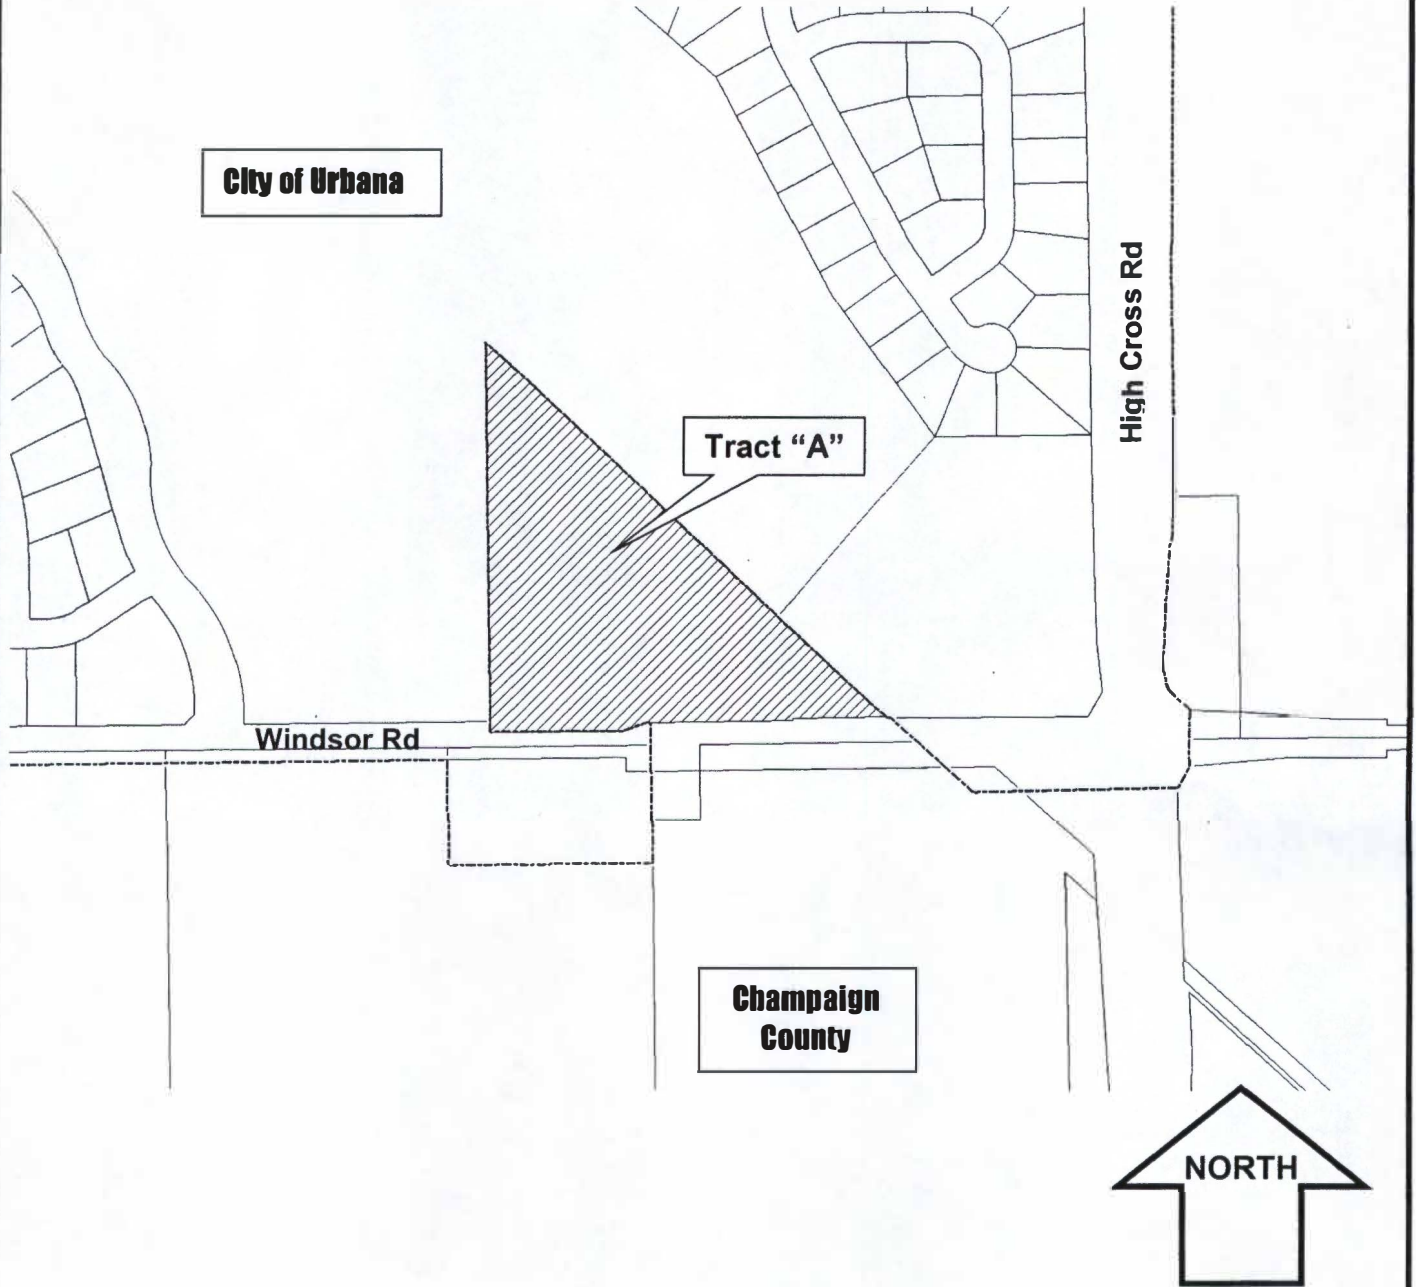 City of Urbana
High Cross Rd
Tract “A”
Windsor Rd
Champaign
County
NORTH